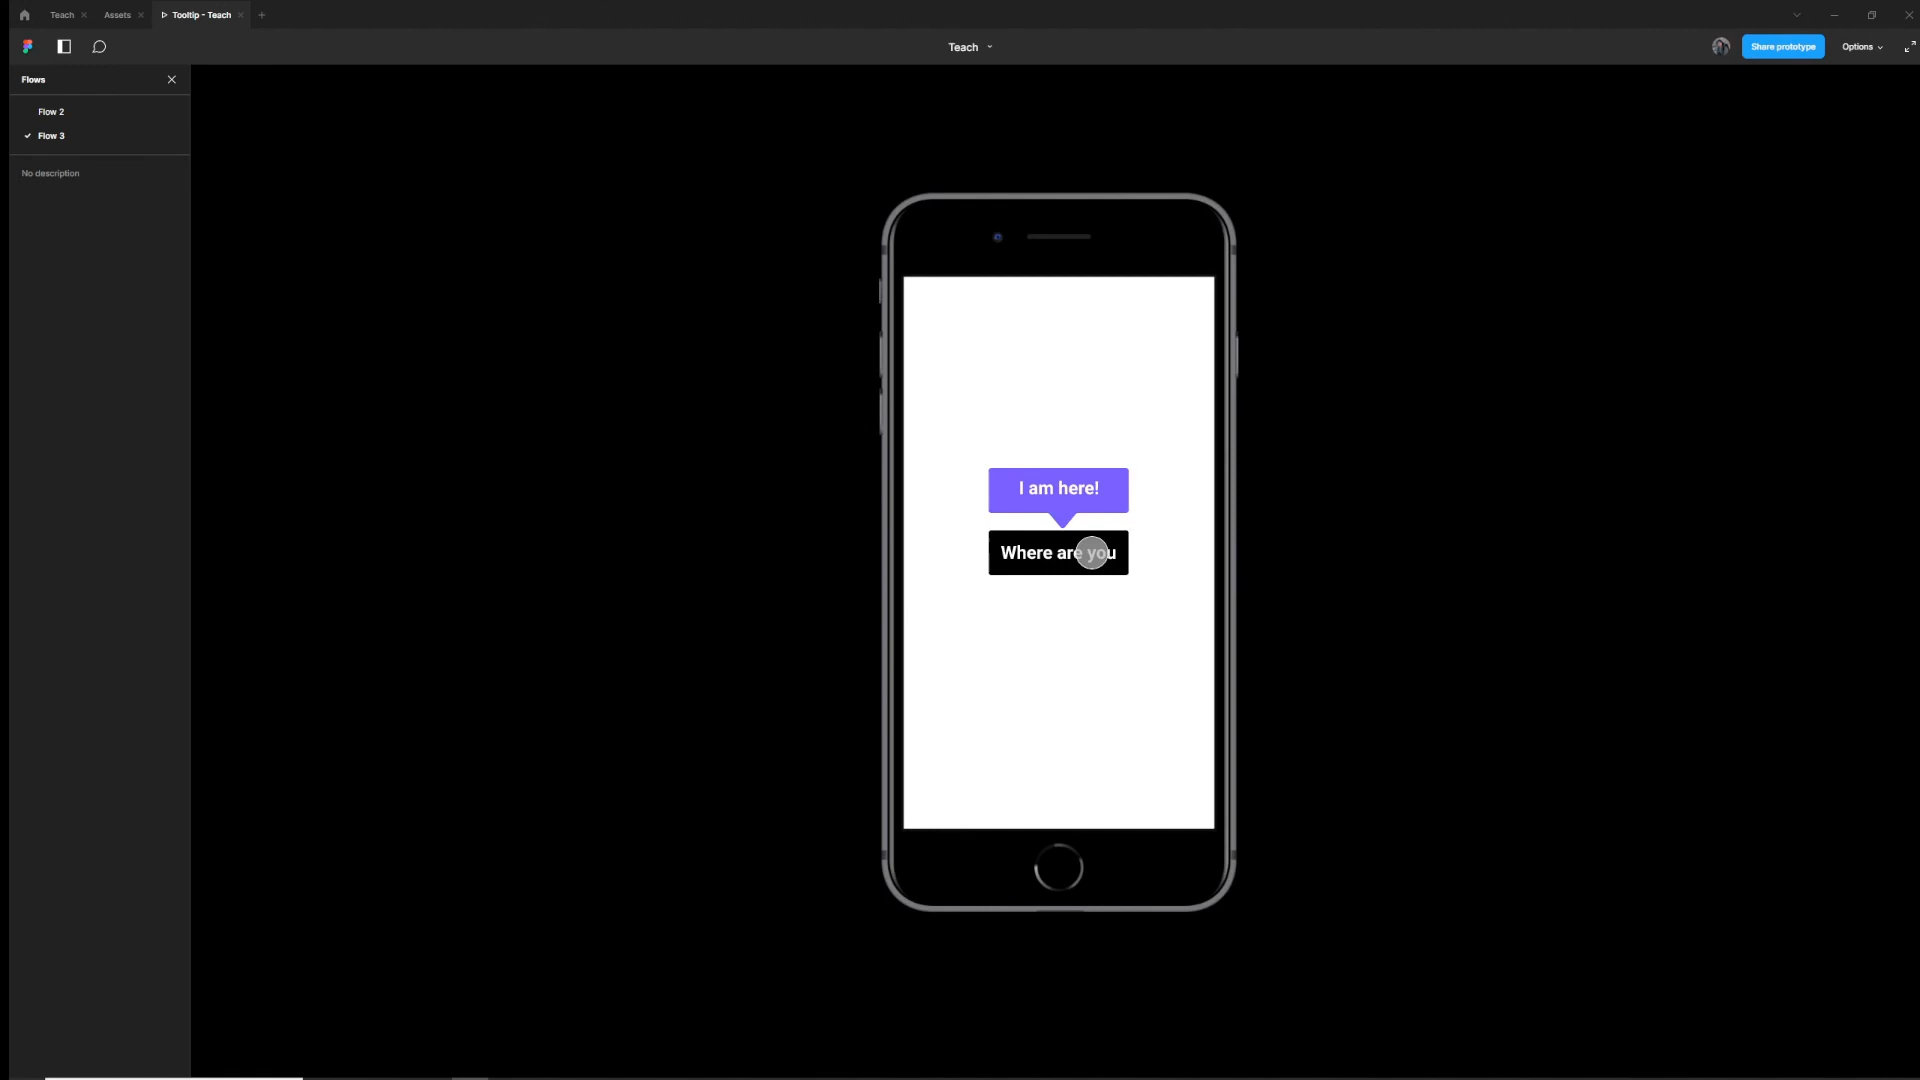 Teach
Assets
Tooltip - Teach
Teach
Share prototype
Options
Flows
Flow 2
Flow 3
No description
I am here!
Where are you